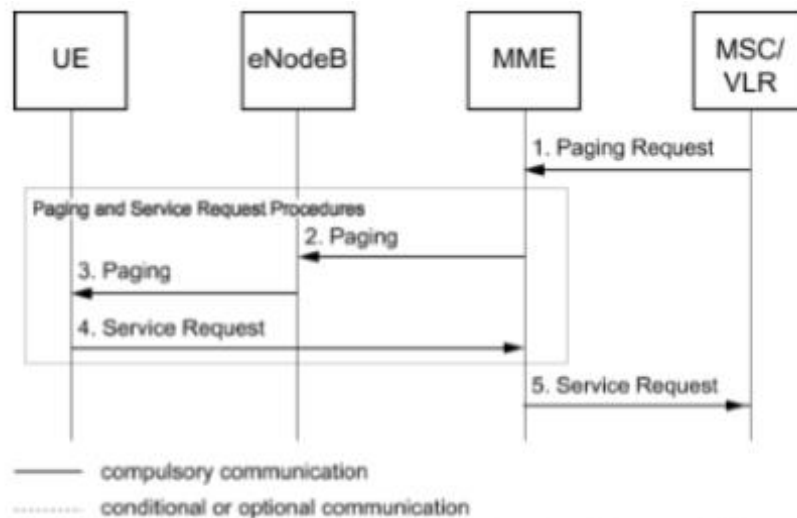 UE
eNodeB
MME
MSC/
VLR
1. Paging Request
Paging and Service Request Procedures
2. Paging
3. Paging
4. Service Request
5. Service Request
compulsory communication
conditional or optional communication